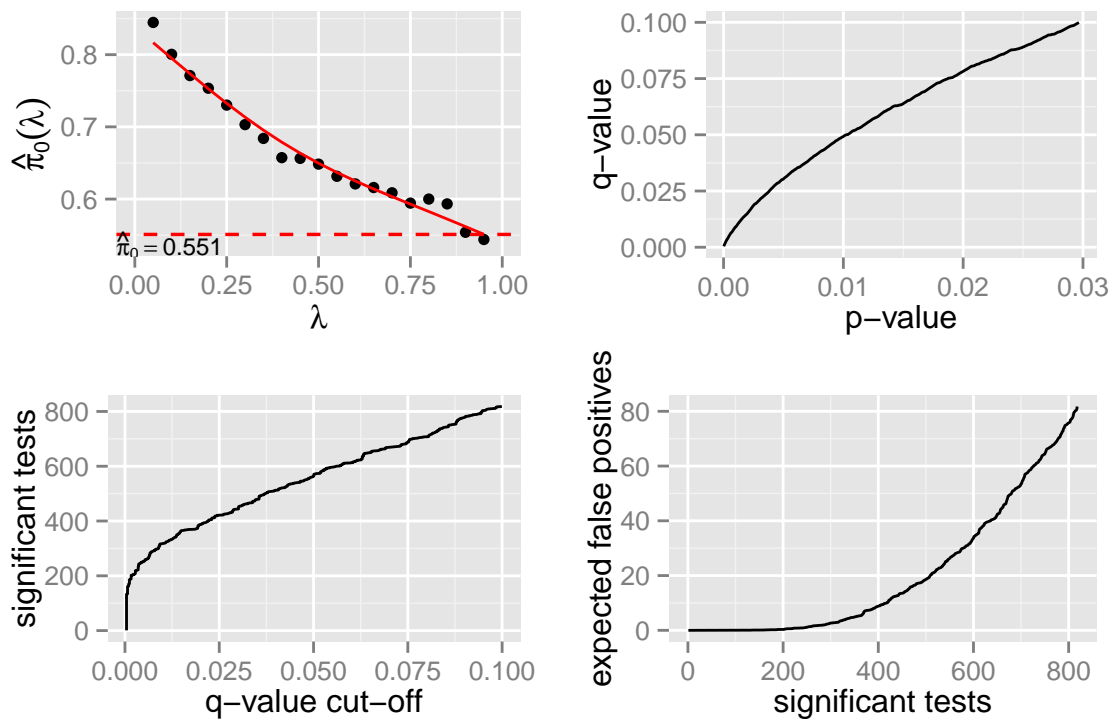 0.8
0.7
0.6
π̂₀(λ)
π̂₀ = 0.551
0.00 0.25 0.50 0.75 1.00
λ
0.100
0.075
0.050
0.025
0.000
q−value
0.00 0.01 0.02 0.03
p−value
800
600
400
200
0
significant tests
0.000 0.025 0.050 0.075 0.100
q−value cut−off
80
60
40
20
0
expected false positives
0 200 400 600 800
significant tests